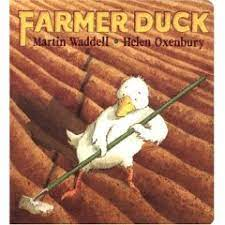 FARMER DUCK
Martin Waddell • Helen Oxenbury